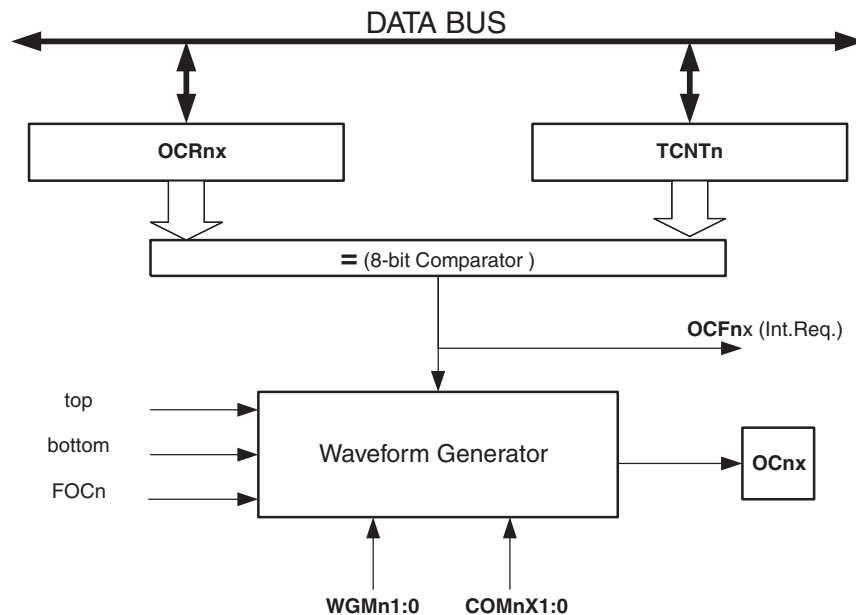 DATA BUS
OCRnx
TCNTn
= (8-bit Comparator )
OCFnx (Int.Req.)
top
bottom
FOCn
Waveform Generator
OCnx
WGMn1:0
COMnX1:0